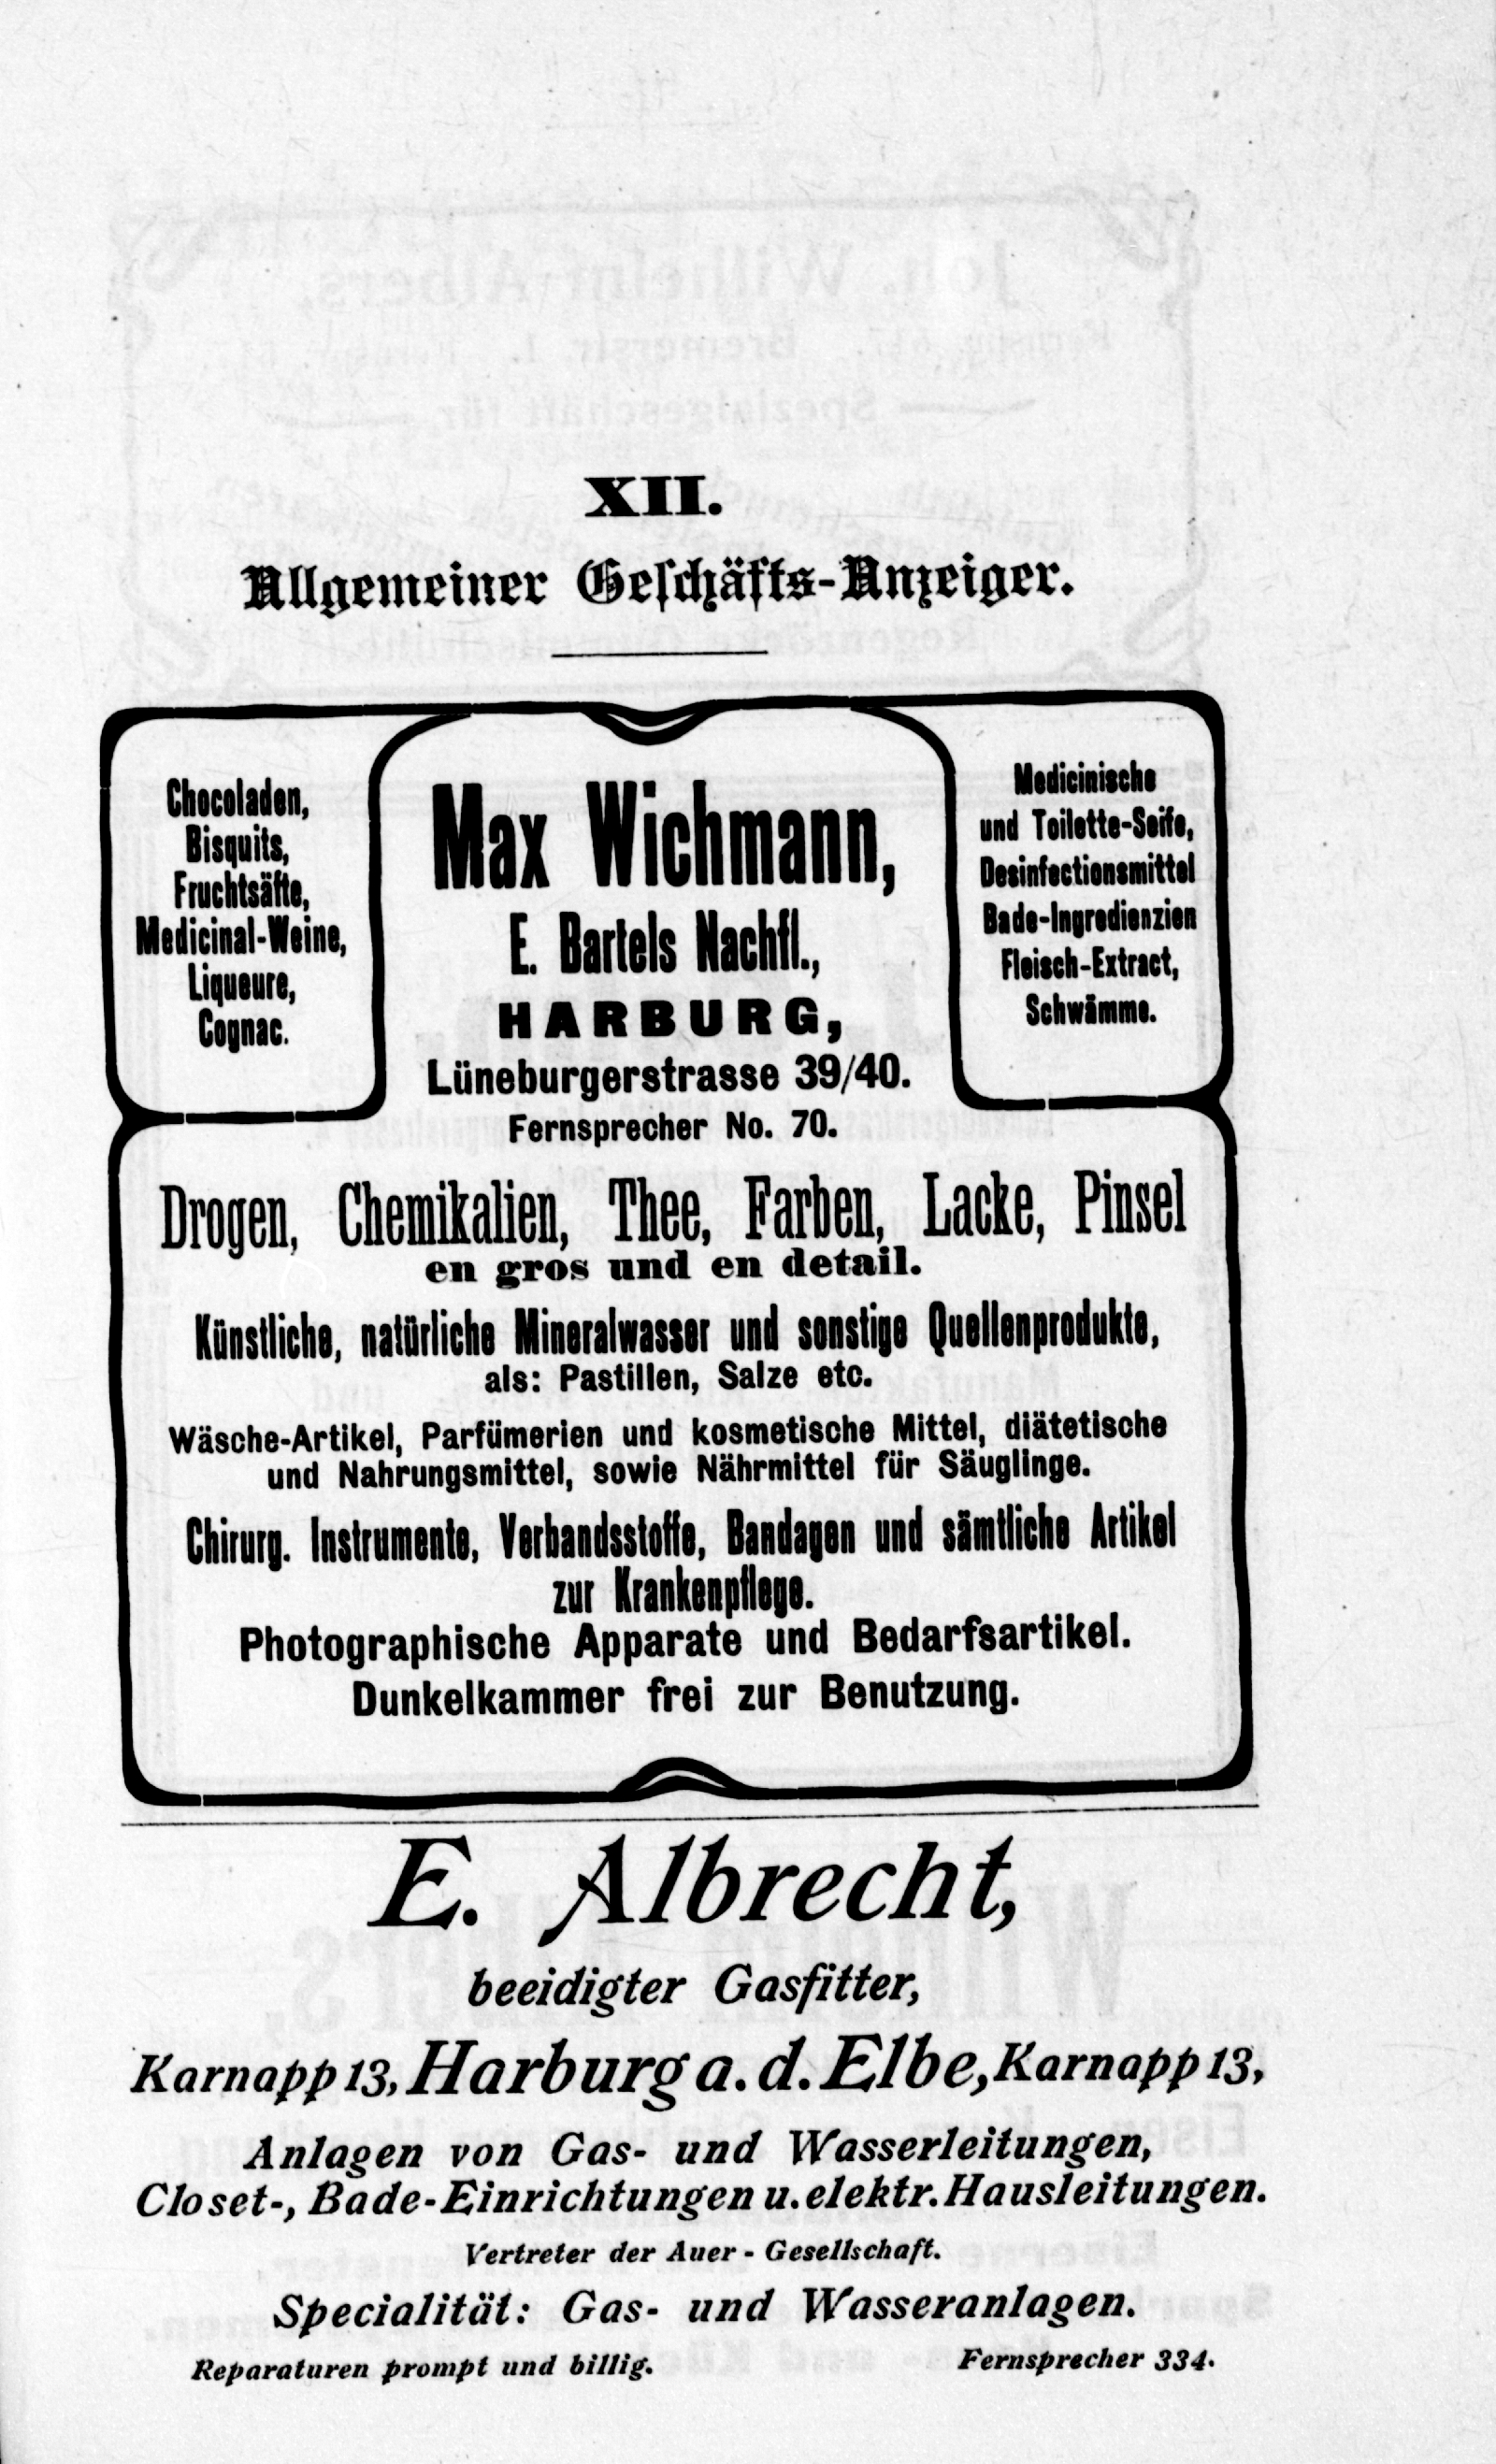 XII.
Allgemeiner Geschäfts-Anzeiger.
Chocoladen,
Bisquits,
Fruchtsäfte,
Medicinal-Weine,
Liqueure,
Cognac.
Max Wichmann,
E. Bartels Nachfl.,
HARBURG,
Lüneburgerstrasse 39/40.
Fernsprecher No. 70.
Medicinische
und Toilette-Seife,
Desinfectionsmittel
Bade-Ingredienzien
Fleisch-Extract,
Schwämme.
Drogen, Chemikalien, Thee, Farben, Lacke, Pinsel
en gros und en detail.
Künstliche, natürliche Mineralwasser und sonstige Quellenprodukte,
als: Pastillen, Salze etc.
Wäsche-Artikel, Parfümerien und kosmetische Mittel, diätetische
und Nahrungsmittel, sowie Nährmittel für Säuglinge.
Chirurg. Instrumente, Verbandsstoffe, Bandagen und sämtliche Artikel
zur Krankenpflege.
Photographische Apparate und Bedarfsartikel.
Dunkelkammer frei zur Benutzung.
E. Albrecht,
beeidigter Gasfitter,
Karnapp 13, Harburg a. d. Elbe, Karnapp 13,
Anlagen von Gas- und Wasserleitungen,
Closet-, Bade-Einrichtungen u. elektr. Hausleitungen.
Vertreter der Auer-Gesellschaft.
Specialität: Gas- und Wasseranlagen.
Reparaturen prompt und billig. Fernsprecher 334.